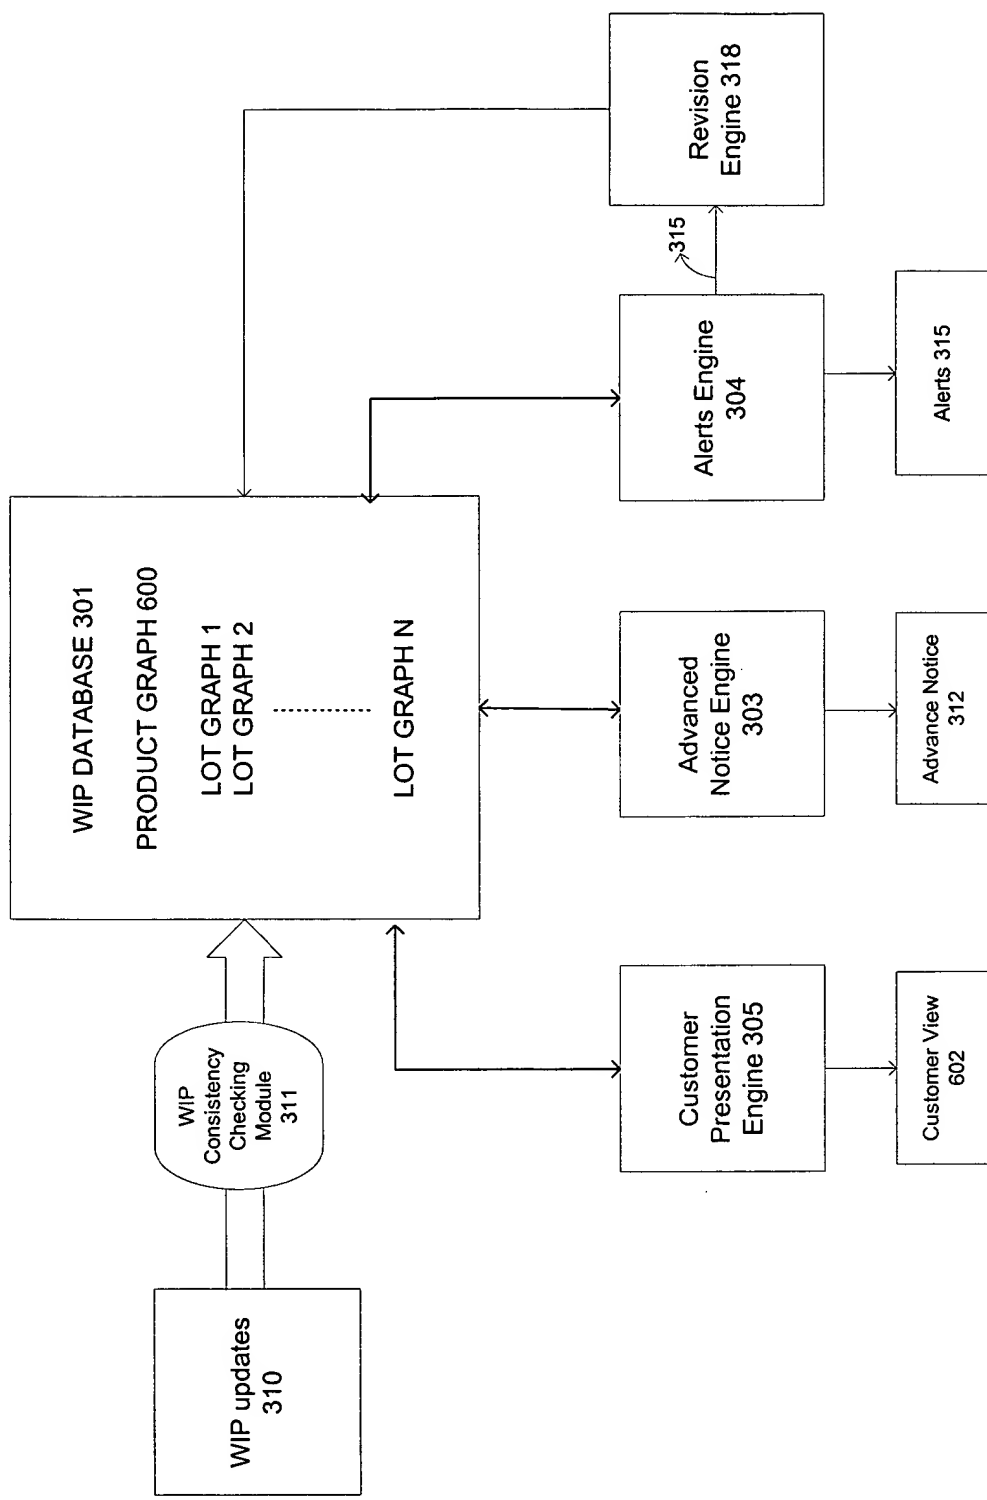 WIP updates
310
WIP
Consistency
Checking
Module
311
WIP DATABASE 301
PRODUCT GRAPH 600
LOT GRAPH 1
LOT GRAPH 2
LOT GRAPH N
Customer
Presentation
Engine 305
Advanced
Notice Engine
303
Alerts Engine
304
315
Revision
Engine 318
Customer View
602
Advance Notice
312
Alerts 315